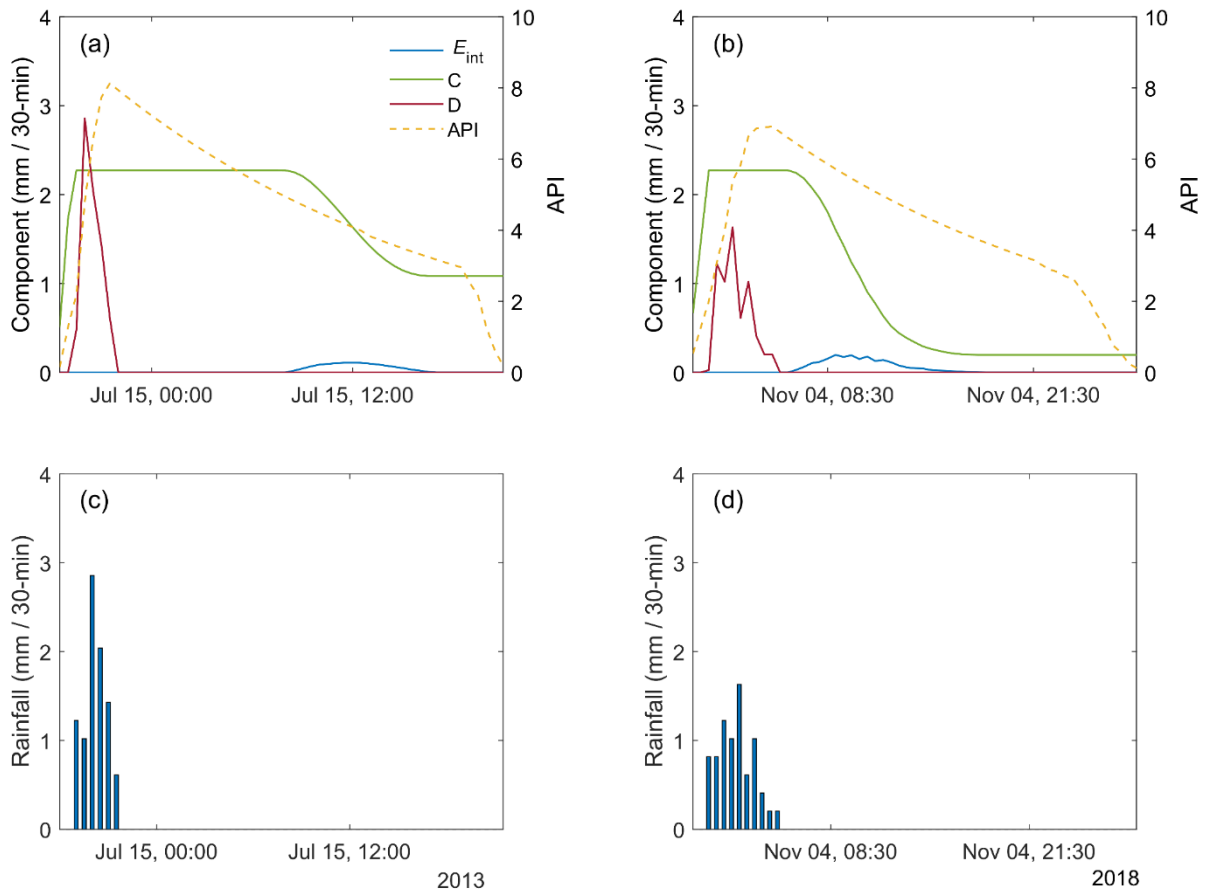 (a)
E int
C
D
API
4
3
2
1
0
Component (mm / 30-min)
10
8
6
4
2
0
API
Jul 15, 00:00
Jul 15, 12:00
(b)
4
3
2
1
0
Component (mm / 30-min)
10
8
6
4
2
0
API
Nov 04, 08:30
Nov 04, 21:30
(c)
4
3
2
1
0
Rainfall (mm / 30-min)
Jul 15, 00:00
Jul 15, 12:00
2013
(d)
4
3
2
1
0
Rainfall (mm / 30-min)
Nov 04, 08:30
Nov 04, 21:30
2018